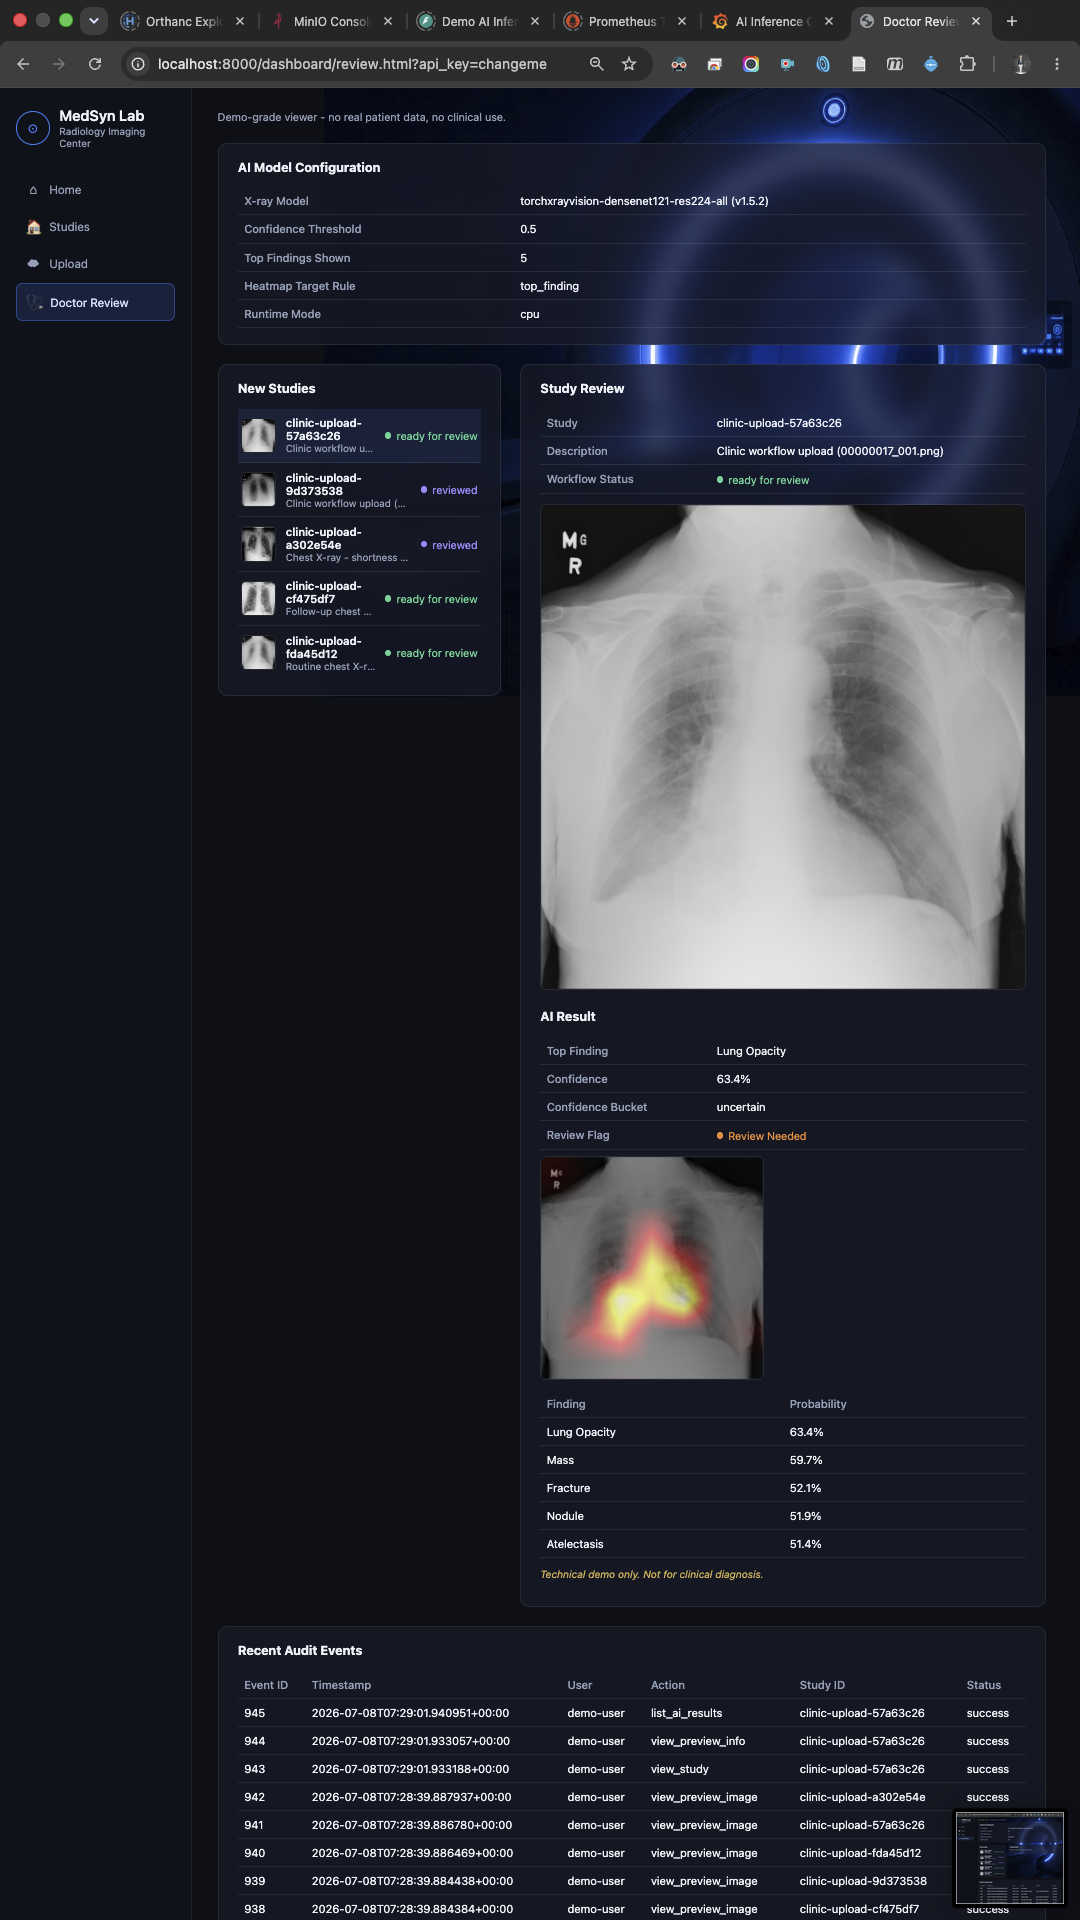 Orthanc Expl
MinIO Consol
Demo AI Infer
Prometheus T
AI Inference O
Doctor Review
localhost:8000/dashboard/review.html?api_key=changeme
MedSyn Lab
Radiology Imaging
Center
Home
Studies
Upload
Doctor Review
Demo-grade viewer - no real patient data, no clinical use.
AI Model Configuration
X-ray Model torchxrayvision-densenet121-res224-all (v1.5.2)
Confidence Threshold 0.5
Top Findings Shown 5
Heatmap Target Rule top_finding
Runtime Mode cpu
New Studies
clinic-upload-
57a63c26
Clinic workflow u...
ready for review
clinic-upload-
9d373538
Clinic workflow upload (...
reviewed
clinic-upload-
a302e54e
Chest X-ray - shortness ...
reviewed
clinic-upload-
cf475df7
Follow-up chest ...
ready for review
clinic-upload-
fda45d12
Routine chest X-r...
ready for review
Study Review
Study clinic-upload-57a63c26
Description Clinic workflow upload (00000017_001.png)
Workflow Status ready for review
M G
R
AI Result
Top Finding Lung Opacity
Confidence 63.4%
Confidence Bucket uncertain
Review Flag Review Needed
M G
R
Finding Probability
Lung Opacity 63.4%
Mass 59.7%
Fracture 52.1%
Nodule 51.9%
Atelectasis 51.4%
Technical demo only. Not for clinical diagnosis.
Recent Audit Events
Event ID Timestamp User Action Study ID Status
945 2026-07-08T07:29:01.940951+00:00 demo-user list_ai_results clinic-upload-57a63c26 success
944 2026-07-08T07:29:01.933057+00:00 demo-user view_preview_info clinic-upload-57a63c26 success
943 2026-07-08T07:29:01.933188+00:00 demo-user view_study clinic-upload-57a63c26 success
942 2026-07-08T07:28:39.887937+00:00 demo-user view_preview_image clinic-upload-a302e54e success
941 2026-07-08T07:28:39.886780+00:00 demo-user view_preview_image clinic-upload-57a63c26
940 2026-07-08T07:28:39.886469+00:00 demo-user view_preview_image clinic-upload-fda45d12
939 2026-07-08T07:28:39.884438+00:00 demo-user view_preview_image clinic-upload-9d373538
938 2026-07-08T07:28:39.884384+00:00 demo-user view_preview_image clinic-upload-cf475df7 success